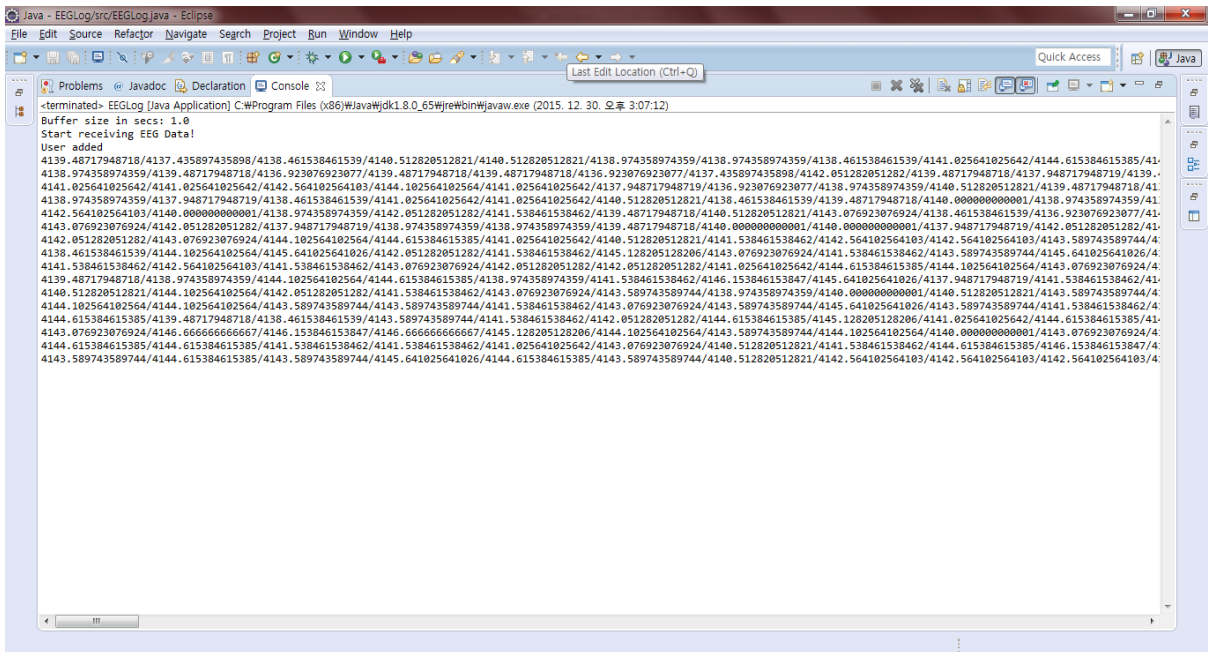 Java - EEGLog/src/EEGLog.java - Eclipse
File Edit Source Refactor Navigate Search Project Run Window Help
Quick Access
Java
Last Edit Location (Ctrl+Q)
Problems @ Javadoc Declaration Console
<terminated> EEGLog [Java Application] C:₩Program Files (x86)₩Java₩jdk1.8.0_65₩jre₩bin₩javaw.exe (2015. 12. 30. 오후 3:07:12)
Buffer size in secs: 1.0
Start receiving EEG Data!
User added
4139.48717948718/4137.435897435898/4138.461538461539/4140.512820512821/4140.512820512821/4138.974358974359/4138.974358974359/4138.461538461539/4141.025641025642/4144.615384615385/41
4138.974358974359/4139.48717948718/4136.923076923077/4139.48717948718/4139.48717948718/4136.923076923077/4137.435897435898/4142.051282051282/4139.48717948718/4137.948717948719/4139.
4141.025641025642/4141.025641025642/4142.564102564103/4144.102564102564/4141.025641025642/4137.948717948719/4136.923076923077/4138.974358974359/4140.512820512821/4139.48717948718/41
4138.974358974359/4137.948717948719/4138.461538461539/4141.025641025642/4141.025641025642/4140.512820512821/4138.461538461539/4139.48717948718/4140.000000000001/4138.974358974359/41
4142.564102564103/4140.000000000001/4138.974358974359/4142.051282051282/4141.538461538462/4139.48717948718/4140.512820512821/4143.076923076924/4138.461538461539/4136.923076923077/41
4143.076923076924/4142.051282051282/4137.948717948719/4138.974358974359/4138.974358974359/4139.48717948718/4140.000000000001/4140.000000000001/4137.948717948719/4142.051282051282/41
4142.051282051282/4143.076923076924/4144.102564102564/4144.615384615385/4141.025641025642/4140.512820512821/4141.538461538462/4142.564102564103/4142.564102564103/4143.589743589744/4
4138.461538461539/4144.102564102564/4145.641025641026/4142.051282051282/4141.538461538462/4145.128205128206/4143.076923076924/4141.538461538462/4143.589743589744/4145.641025641026/4
4141.538461538462/4142.564102564103/4141.538461538462/4143.076923076924/4142.051282051282/4142.051282051282/4141.025641025642/4144.615384615385/4144.102564102564/4143.076923076924/4
4139.48717948718/4138.974358974359/4144.102564102564/4144.615384615385/4138.974358974359/4141.538461538462/4146.153846153847/4145.641025641026/4137.948717948719/4141.538461538462/41
4140.512820512821/4144.102564102564/4142.051282051282/4141.538461538462/4143.076923076924/4143.589743589744/4138.974358974359/4140.000000000001/4140.512820512821/4143.589743589744/4
4144.102564102564/4144.102564102564/4143.589743589744/4143.589743589744/4141.538461538462/4143.076923076924/4143.589743589744/4145.641025641026/4143.589743589744/4141.538461538462/4
4144.615384615385/4139.48717948718/4138.461538461539/4143.589743589744/4141.538461538462/4142.051282051282/4144.615384615385/4145.128205128206/4141.025641025642/4144.615384615385/41
4143.076923076924/4146.666666666667/4146.153846153847/4146.666666666667/4145.128205128206/4144.102564102564/4143.589743589744/4144.102564102564/4140.000000000001/4143.076923076924/4
4144.615384615385/4144.615384615385/4141.538461538462/4141.538461538462/4141.025641025642/4143.076923076924/4140.512820512821/4141.538461538462/4144.615384615385/4146.153846153847/4
4143.589743589744/4144.615384615385/4143.589743589744/4145.641025641026/4144.615384615385/4143.589743589744/4140.512820512821/4142.564102564103/4142.564102564103/4142.564102564103/4